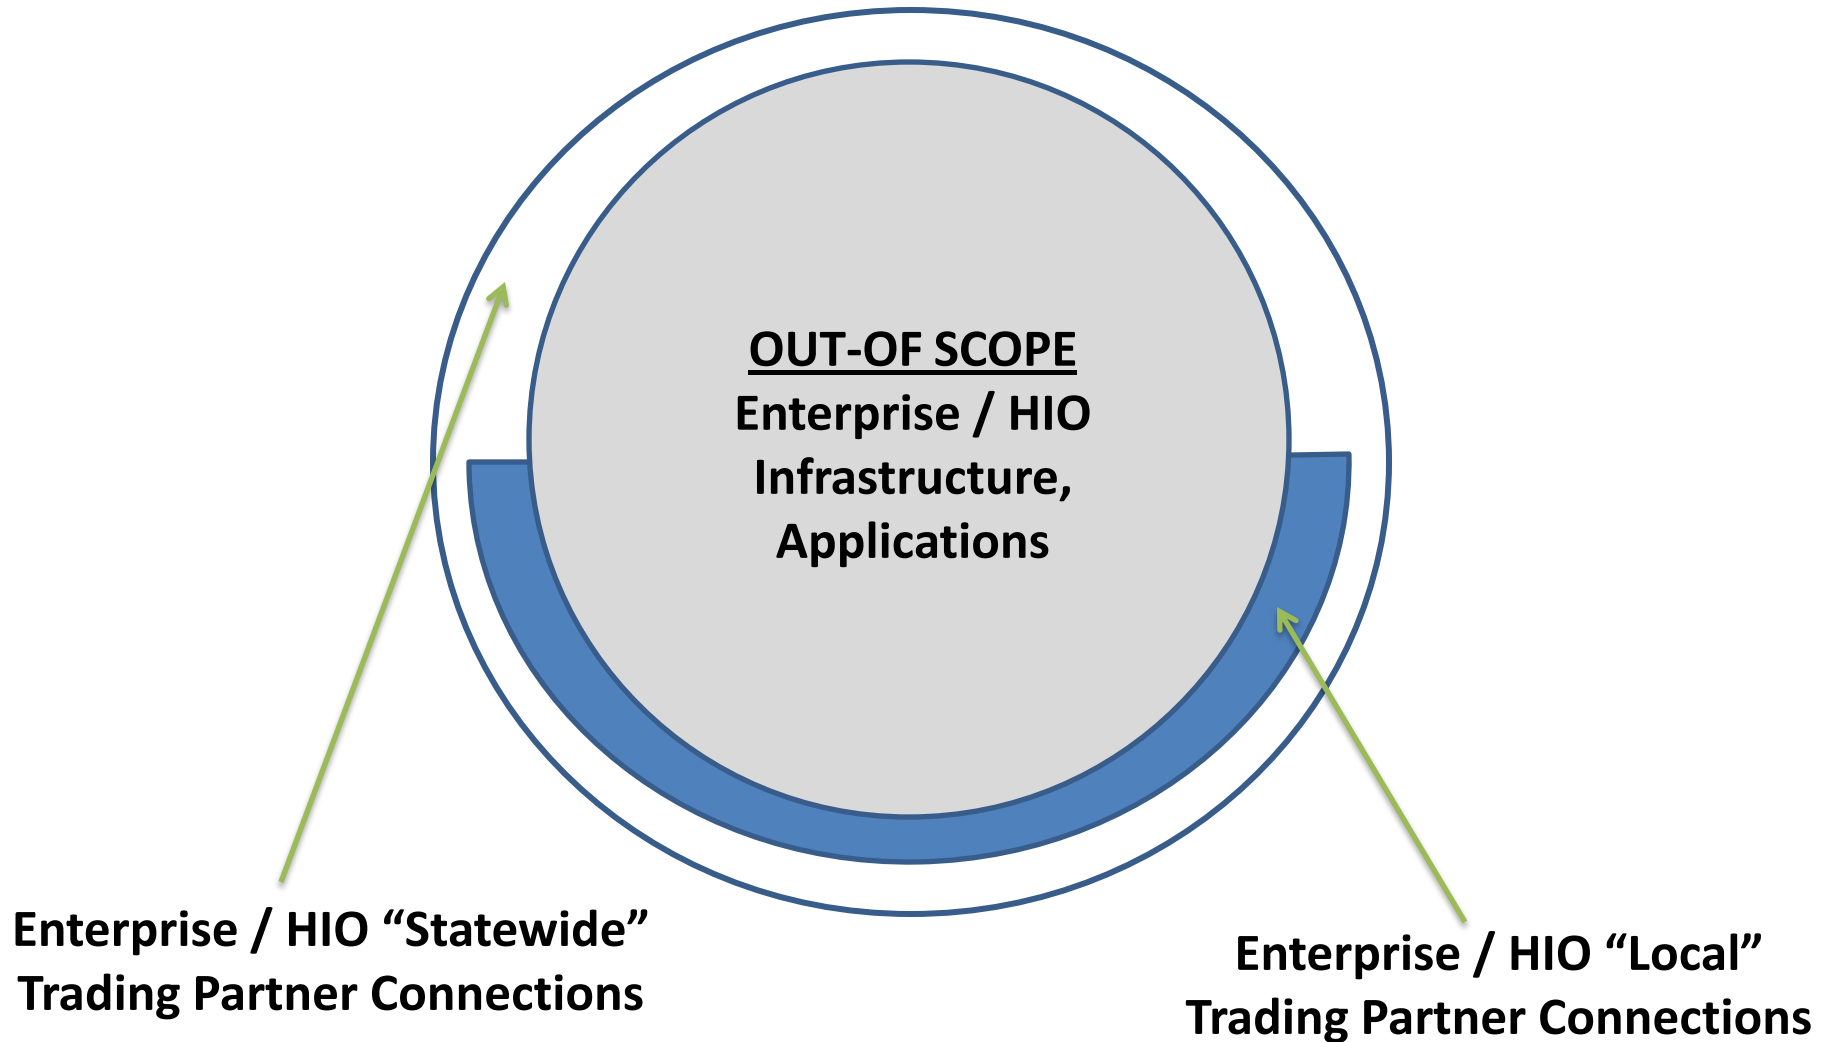 OUT-OF SCOPE
Enterprise / HIO
Infrastructure,
Applications
Enterprise / HIO “Statewide”
Trading Partner Connections
Enterprise / HIO “Local”
Trading Partner Connections